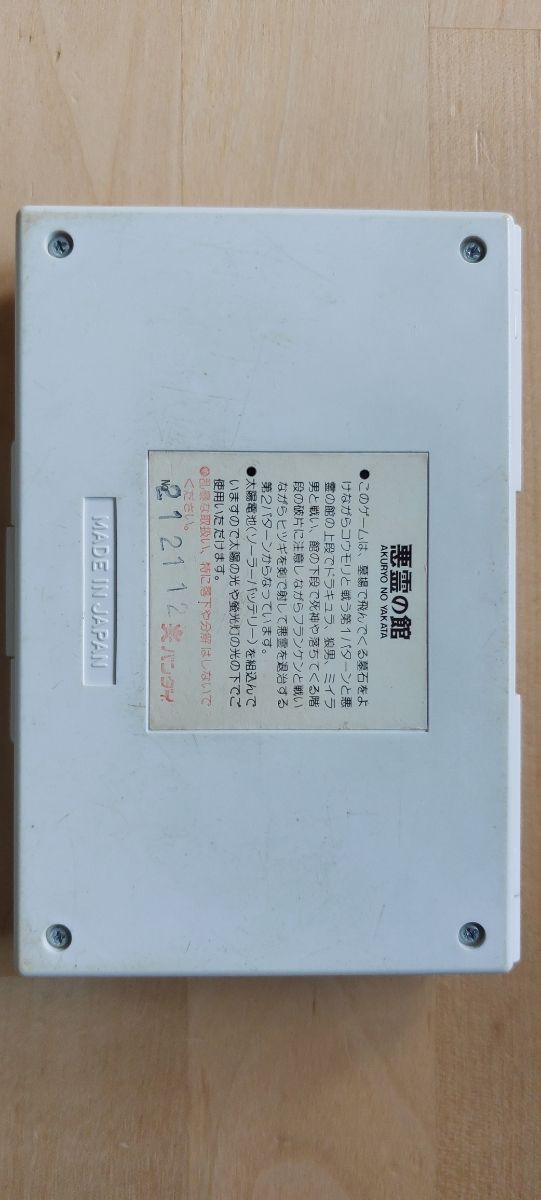 悪霊の館
AKURYO NO YAKATA
●このゲームは、墓場で飛んでくる墓石をよ
けながらコウモリと戦う第1パターンと悪
霊の館の上段でドラキュラ、狼男、ミイラ
男と戦い、館の下段で死神や落ちてくる階
段の破片に注意しながらフランケンと戦い
ながらヒツギを剣で射して悪霊を退治する
第2パターンからなっています。
●太陽電池(ソーラーバッテリー)を組込んで
いますので太陽の光や螢光灯の光の下でご
使用いただけます。
●乱暴な取扱い、特に落下や分解はしないで
ください。
No. 212112 バンダイ
MADE IN JAPAN